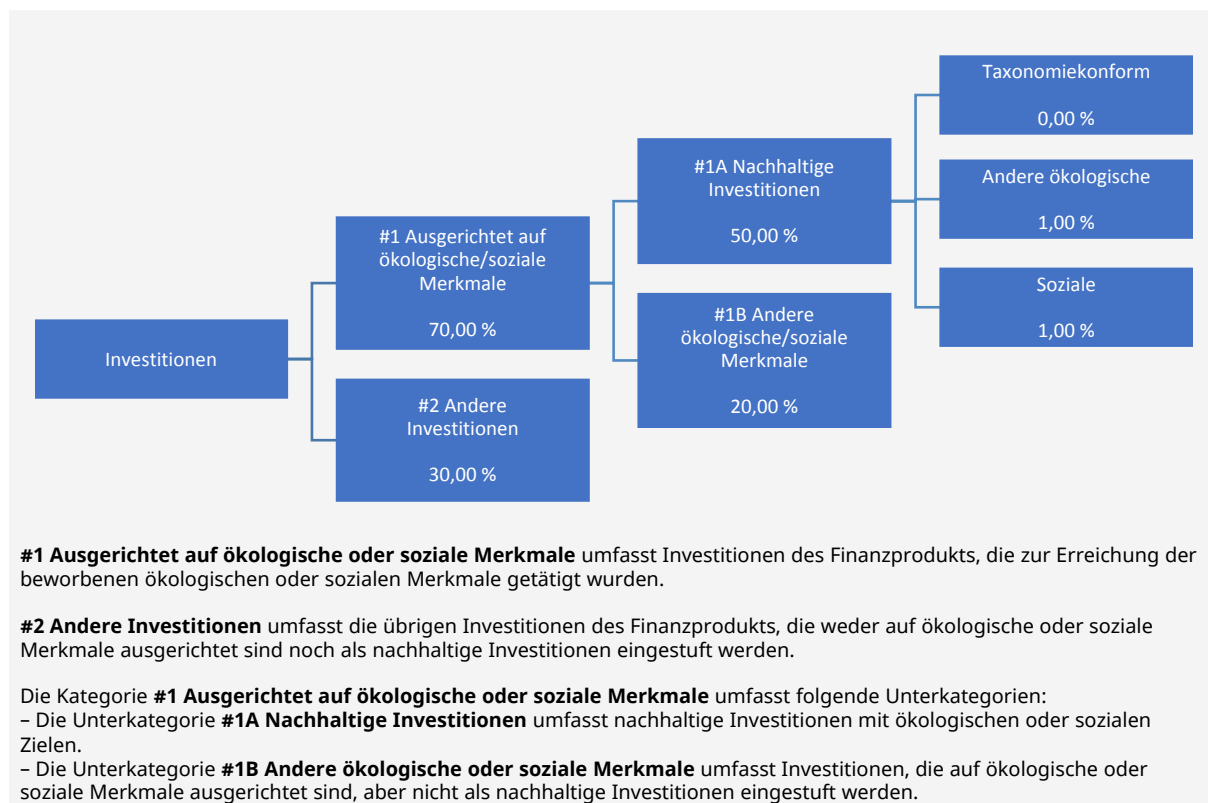 Taxonomiekonform
0,00 %
#1A Nachhaltige
Investitionen
50,00 %
Andere ökologische
1,00 %
#1 Ausgerichtet auf
ökologische/soziale
Merkmale
70,00 %
Soziale
1,00 %
#1B Andere
ökologische/soziale
Merkmale
20,00 %
Investitionen
#2 Andere
Investitionen
30,00 %
#1 Ausgerichtet auf ökologische oder soziale Merkmale umfasst Investitionen des Finanzprodukts, die zur Erreichung der
beworbenen ökologischen oder sozialen Merkmale getätigt wurden.
#2 Andere Investitionen umfasst die übrigen Investitionen des Finanzprodukts, die weder auf ökologische oder soziale
Merkmale ausgerichtet sind noch als nachhaltige Investitionen eingestuft werden.
Die Kategorie #1 Ausgerichtet auf ökologische oder soziale Merkmale umfasst folgende Unterkategorien:
– Die Unterkategorie #1A Nachhaltige Investitionen umfasst nachhaltige Investitionen mit ökologischen oder sozialen
Zielen.
– Die Unterkategorie #1B Andere ökologische oder soziale Merkmale umfasst Investitionen, die auf ökologische oder
soziale Merkmale ausgerichtet sind, aber nicht als nachhaltige Investitionen eingestuft werden.